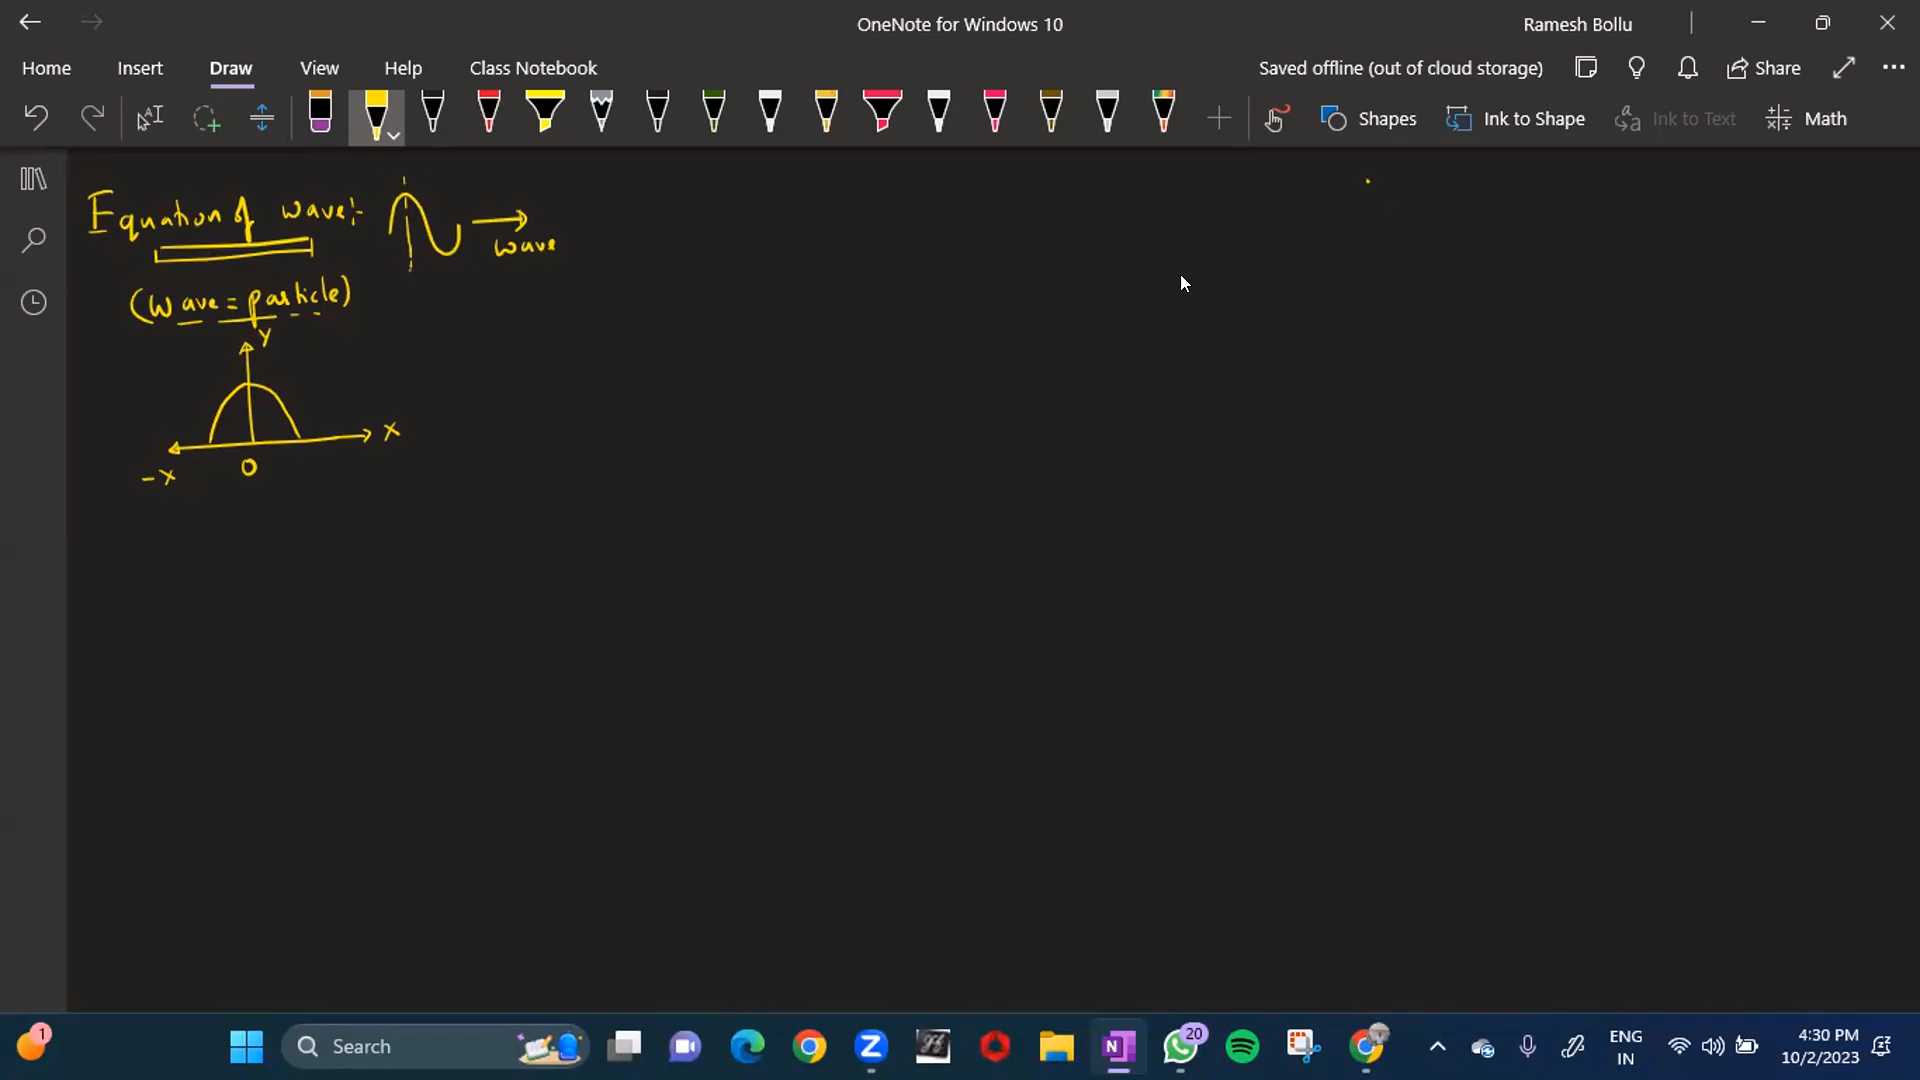 OneNote for Windows 10
Ramesh Bollu
Home Insert Draw View Help Class Notebook
Saved offline (out of cloud storage)
Share
Shapes
Ink to Shape
Ink to Text
Math
Equation of wave:-
wave
(wave = particle)
Y
X
-X
O
1
Search
20
ENG
IN
4:30 PM
10/2/2023